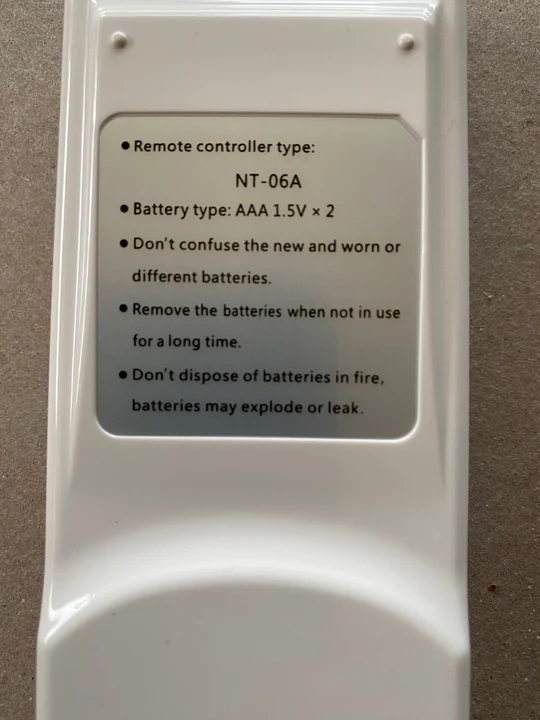 • Remote controller type:
NT-06A
• Battery type: AAA 1.5V × 2
• Don't confuse the new and worn or
different batteries.
• Remove the batteries when not in use
for a long time.
• Don't dispose of batteries in fire,
batteries may explode or leak.